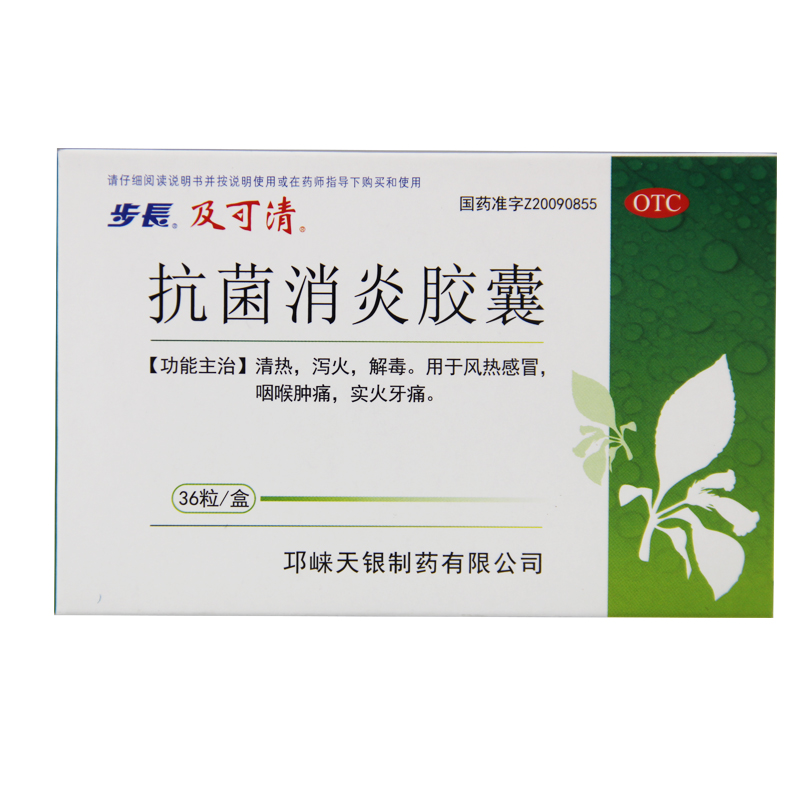 请仔细阅读说明书并按说明使用或在药师指导下购买和使用
步長® 及可清®
国药准字Z20090855
OTC
抗菌消炎胶囊
【功能主治】清热，泻火，解毒。用于风热感冒，
咽喉肿痛，实火牙痛。
36粒/盒
邛崃天银制药有限公司